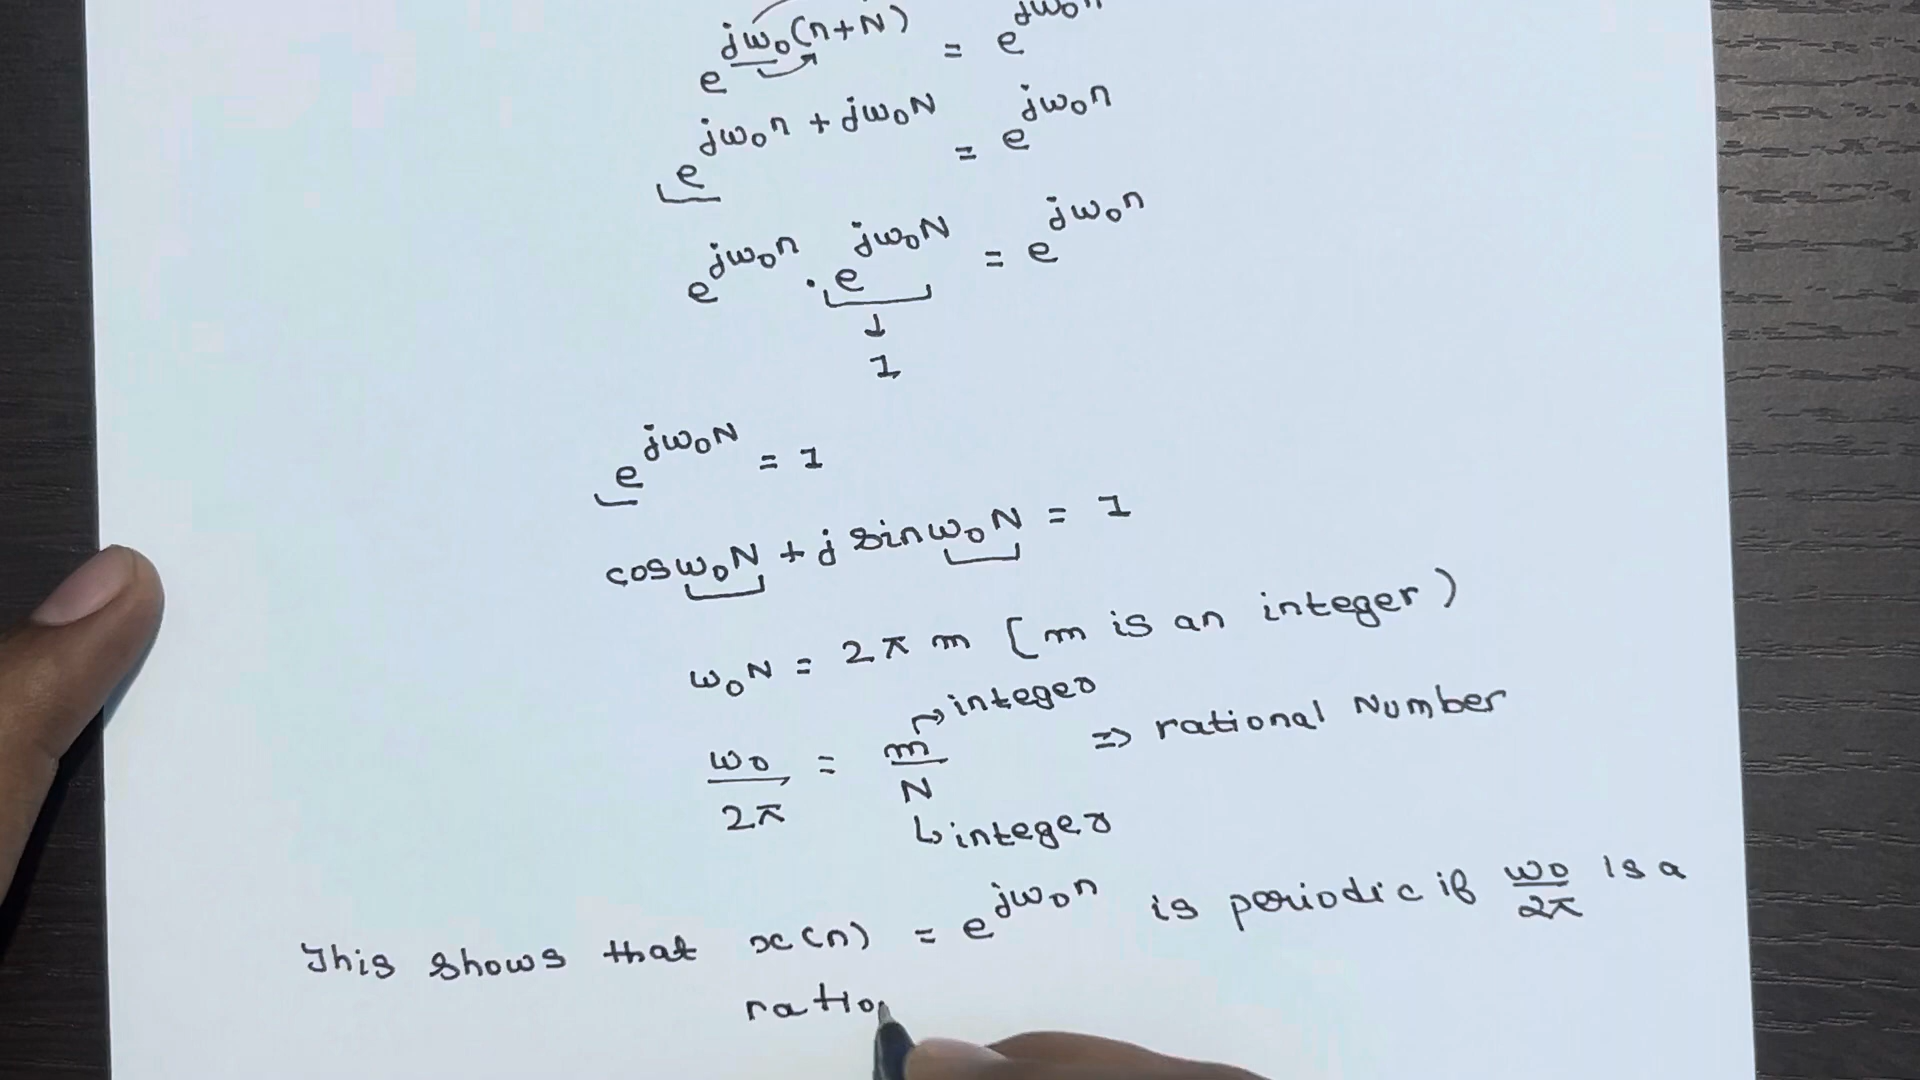 e^{jω₀(n+N)} = e^{jω₀n}
e^{jω₀n + jω₀N} = e^{jω₀n}
e^{jω₀n} · e^{jω₀N} = e^{jω₀n}
↓
1
e^{jω₀N} = 1
cosω₀N + j sinω₀N = 1
ω₀N = 2π m (m is an integer)
ω₀/2π = m/N ⇒ rational Number
↱ integer
↳ integer
This shows that x(n) = e^{jω₀n} is periodic if ω₀/2π is a
ratio